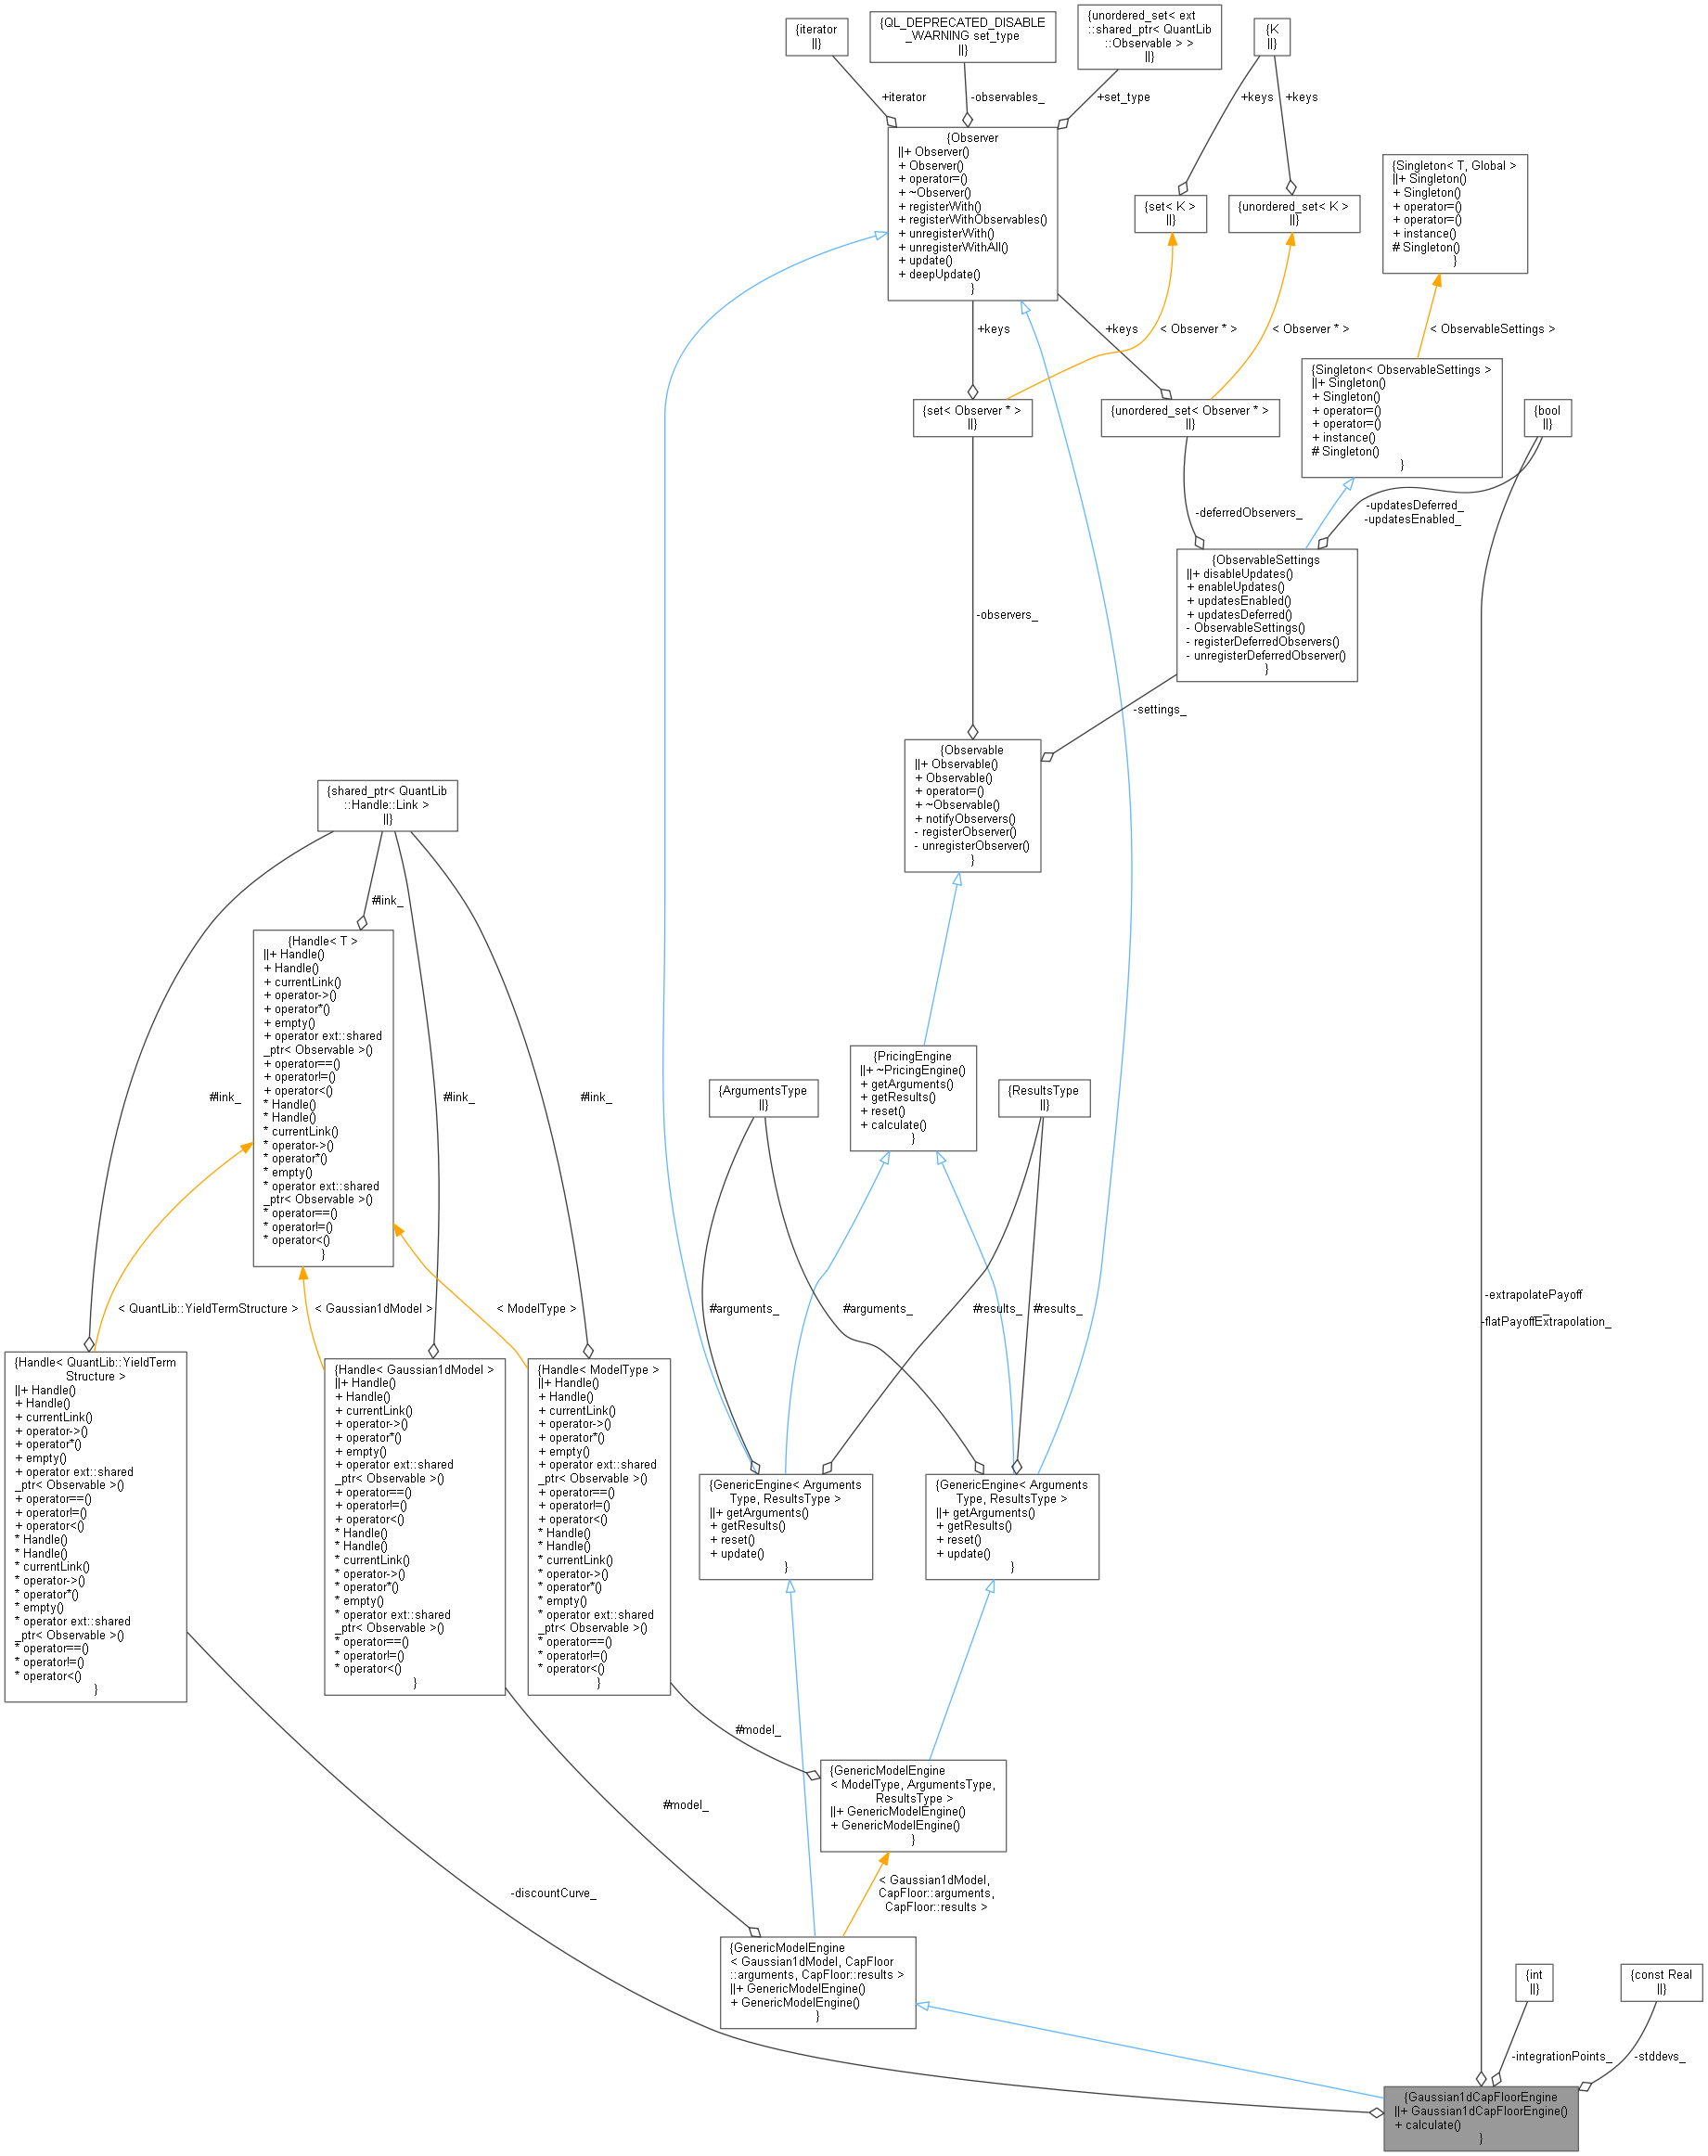 {iterator
||}
{QL_DEPRECATED_DISABLE
_WARNING set_type
||}
{unordered_set< ext
::shared_ptr< QuantLib
::Observable > >
||}
{K
||}
+iterator
-observables_
+set_type
+keys
+keys
{Observer
||+ Observer()
+ Observer()
+ operator=()
+ ~Observer()
+ registerWith()
+ registerWithObservables()
+ unregisterWith()
+ unregisterWithAll()
+ update()
+ deepUpdate()
}
{set< K >
||}
{unordered_set< K >
||}
{Singleton< T, Global >
||+ Singleton()
+ Singleton()
+ operator=()
+ operator=()
+ instance()
# Singleton()
}
+keys
+keys
< Observer * >
< Observer * >
< ObservableSettings >
{set< Observer * >
||}
{unordered_set< Observer * >
||}
{Singleton< ObservableSettings >
||+ Singleton()
+ Singleton()
+ operator=()
+ operator=()
+ instance()
# Singleton()
}
{bool
||}
-deferredObservers_
-updatesDeferred_
-updatesEnabled_
{ObservableSettings
||+ disableUpdates()
+ enableUpdates()
+ updatesEnabled()
+ updatesDeferred()
- ObservableSettings()
- registerDeferredObservers()
- unregisterDeferredObserver()
}
-observers_
-settings_
{Observable
||+ Observable()
+ Observable()
+ operator=()
+ ~Observable()
+ notifyObservers()
- registerObserver()
- unregisterObserver()
}
{shared_ptr< QuantLib
::Handle::Link >
||}
#link_
{Handle< T >
||+ Handle()
+ Handle()
+ currentLink()
+ operator->()
+ operator*()
+ empty()
+ operator ext::shared
_ptr< Observable >()
+ operator==()
+ operator!=()
+ operator<()
* Handle()
* Handle()
* currentLink()
* operator->()
* operator*()
* empty()
* operator ext::shared
_ptr< Observable >()
* operator==()
* operator!=()
* operator<()
}
#link_
#link_
#link_
{ArgumentsType
||}
{PricingEngine
||+ ~PricingEngine()
+ getArguments()
+ getResults()
+ reset()
+ calculate()
}
{ResultsType
||}
< QuantLib::YieldTermStructure >
< Gaussian1dModel >
< ModelType >
#arguments_
#arguments_
#results_
#results_
-extrapolatePayoff
_
-flatPayoffExtrapolation_
{Handle< QuantLib::YieldTerm
Structure >
||+ Handle()
+ Handle()
+ currentLink()
+ operator->()
+ operator*()
+ empty()
+ operator ext::shared
_ptr< Observable >()
+ operator==()
+ operator!=()
+ operator<()
* Handle()
* Handle()
* currentLink()
* operator->()
* operator*()
* empty()
* operator ext::shared
_ptr< Observable >()
* operator==()
* operator!=()
* operator<()
}
{Handle< Gaussian1dModel >
||+ Handle()
+ Handle()
+ currentLink()
+ operator->()
+ operator*()
+ empty()
+ operator ext::shared
_ptr< Observable >()
+ operator==()
+ operator!=()
+ operator<()
* Handle()
* Handle()
* currentLink()
* operator->()
* operator*()
* empty()
* operator ext::shared
_ptr< Observable >()
* operator==()
* operator!=()
* operator<()
}
{Handle< ModelType >
||+ Handle()
+ Handle()
+ currentLink()
+ operator->()
+ operator*()
+ empty()
+ operator ext::shared
_ptr< Observable >()
+ operator==()
+ operator!=()
+ operator<()
* Handle()
* Handle()
* currentLink()
* operator->()
* operator*()
* empty()
* operator ext::shared
_ptr< Observable >()
* operator==()
* operator!=()
* operator<()
}
{GenericEngine< Arguments
Type, ResultsType >
||+ getArguments()
+ getResults()
+ reset()
+ update()
}
{GenericEngine< Arguments
Type, ResultsType >
||+ getArguments()
+ getResults()
+ reset()
+ update()
}
#model_
#model_
{GenericModelEngine
< ModelType, ArgumentsType,
ResultsType >
||+ GenericModelEngine()
+ GenericModelEngine()
}
-discountCurve_
< Gaussian1dModel,
CapFloor::arguments,
CapFloor::results >
{GenericModelEngine
< Gaussian1dModel, CapFloor
::arguments, CapFloor::results >
||+ GenericModelEngine()
+ GenericModelEngine()
}
{int
||}
{const Real
||}
-integrationPoints_
-stddevs_
{Gaussian1dCapFloorEngine
||+ Gaussian1dCapFloorEngine()
+ calculate()
}